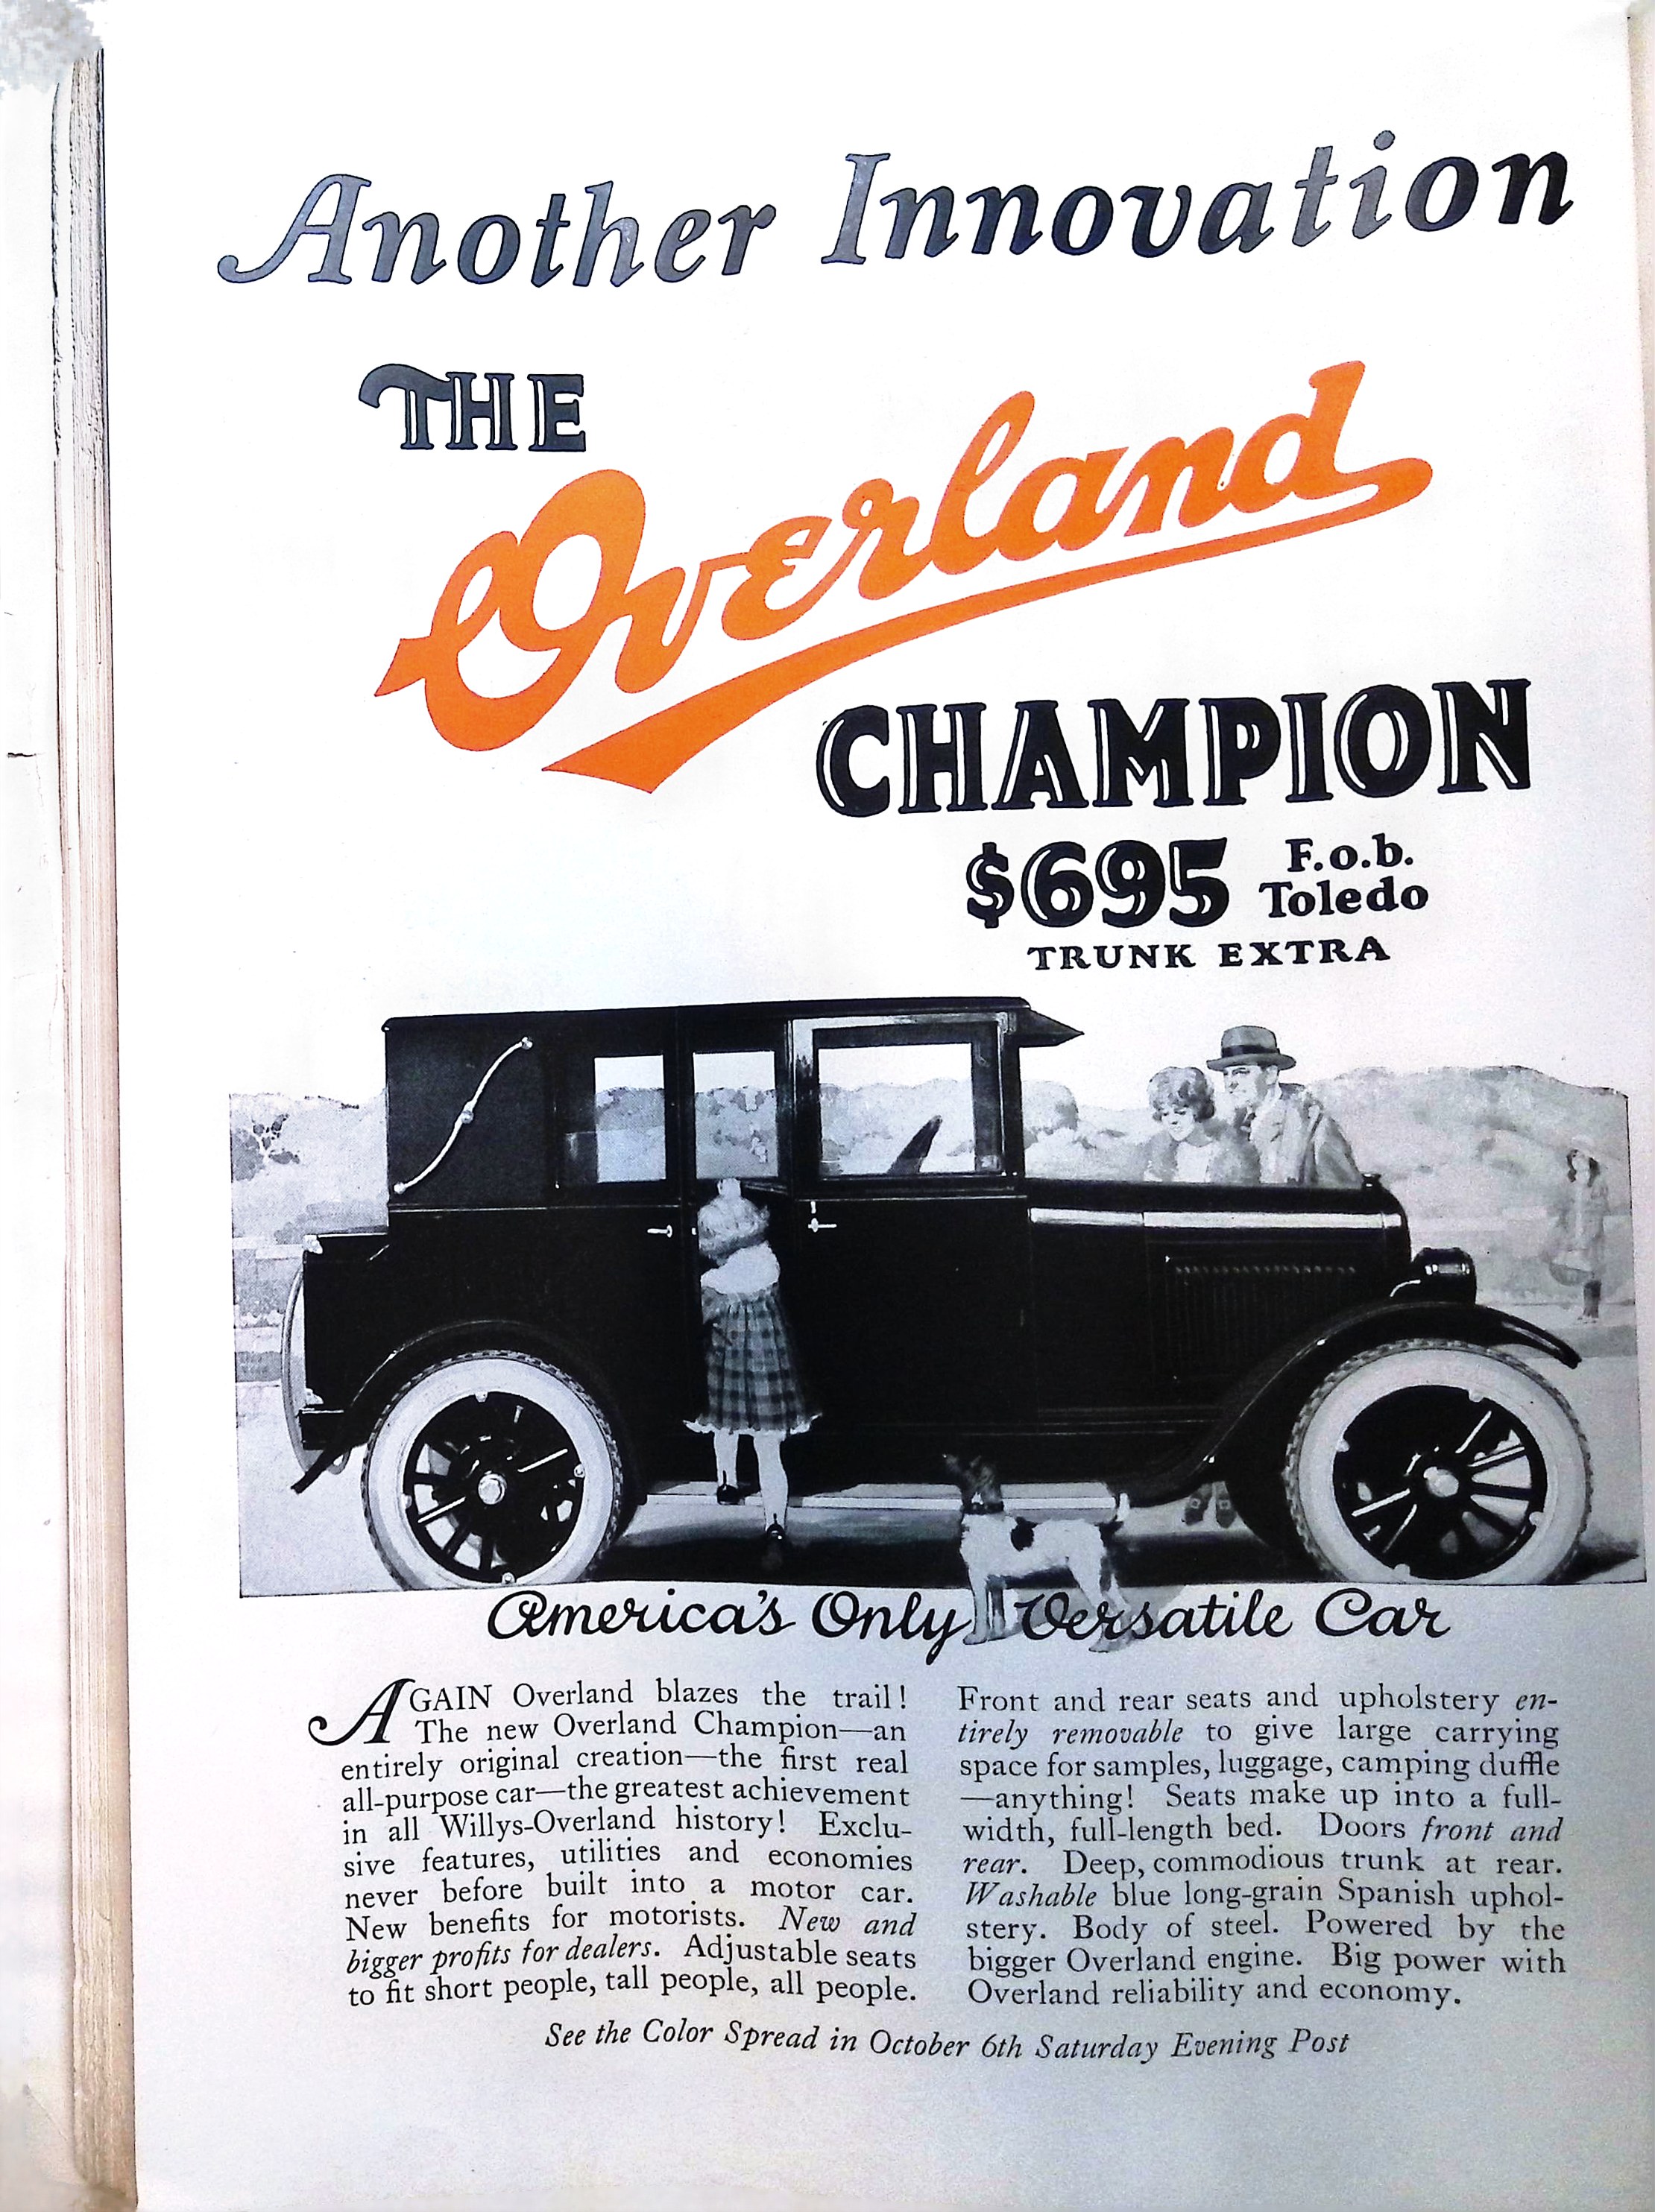 Another Innovation
THE
Overland
CHAMPION
$695 F.o.b.
Toledo
TRUNK EXTRA
America's Only Versatile Car
AGAIN Overland blazes the trail!
The new Overland Champion—an
entirely original creation—the first real
all-purpose car—the greatest achievement
in all Willys-Overland history! Exclu-
sive features, utilities and economies
never before built into a motor car.
New benefits for motorists. New and
bigger profits for dealers. Adjustable seats
to fit short people, tall people, all people.
Front and rear seats and upholstery en-
tirely removable to give large carrying
space for samples, luggage, camping duffle
—anything! Seats make up into a full-
width, full-length bed. Doors front and
rear. Deep, commodious trunk at rear.
Washable blue long-grain Spanish uphol-
stery. Body of steel. Powered by the
bigger Overland engine. Big power with
Overland reliability and economy.
See the Color Spread in October 6th Saturday Evening Post